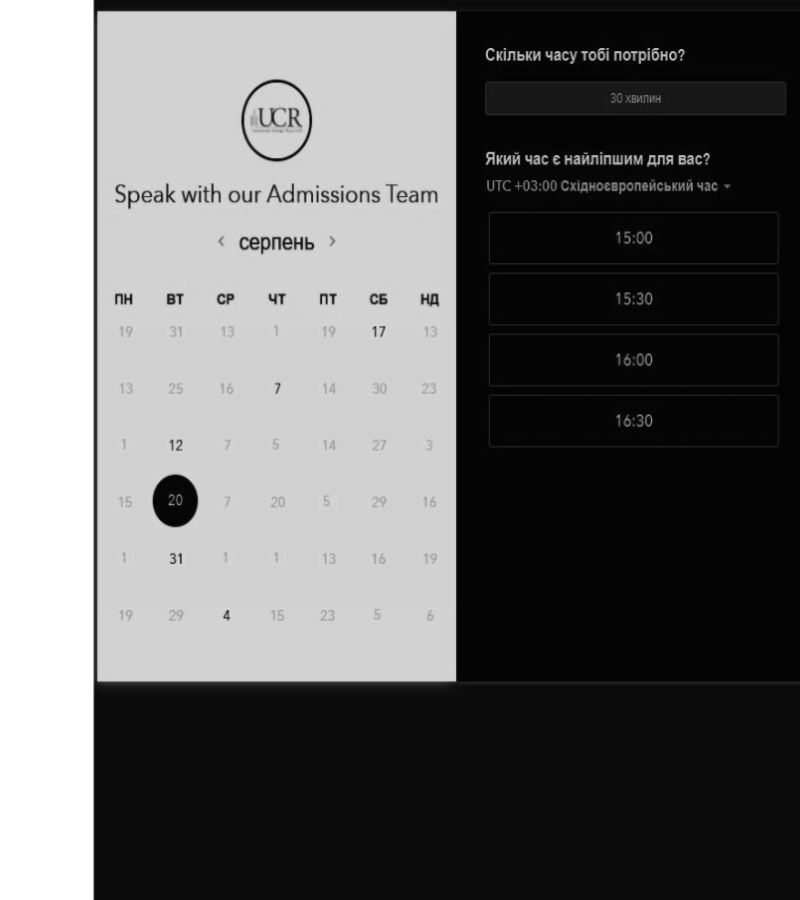 UCR
Speak with our Admissions Team
серпень
ПН ВТ СР ЧТ ПТ СБ НД
19 31 13 1 19 17 13
13 25 16 7 14 30 23
1 12 7 5 14 27 3
15 20 7 20 5 29 16
1 31 1 1 13 16 19
19 29 4 15 23 5 6
Скільки часу тобі потрібно?
30 хвилин
Який час є найліпшим для вас?
UTC +03:00 Східноєвропейський час
15:00
15:30
16:00
16:30